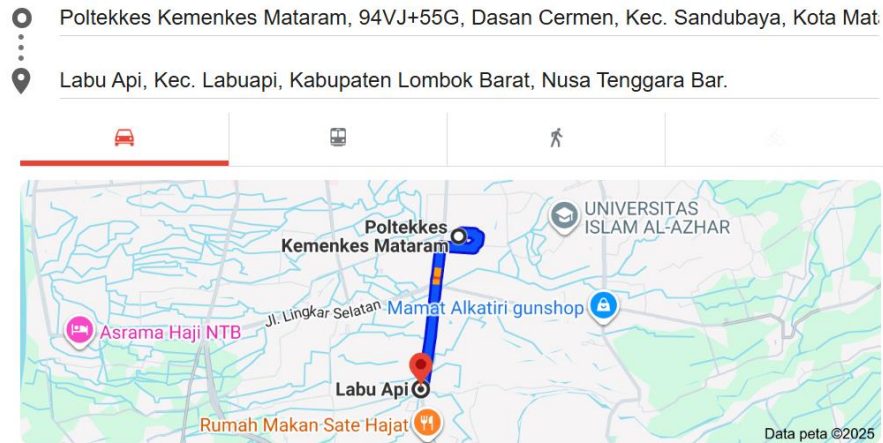 Poltekkes Kemenkes Mataram, 94VJ+55G, Dasan Cermen, Kec. Sandubaya, Kota Mat
Labu Api, Kec. Labuapi, Kabupaten Lombok Barat, Nusa Tenggara Bar.
UNIVERSITAS
ISLAM AL-AZHAR
Poltekkes
Kemenkes Mataram
Jl. Lingkar Selatan
Mamat Alkatiri gunshop
Asrama Haji NTB
Labu Api
Rumah Makan Sate Hajat
Data peta ©2025